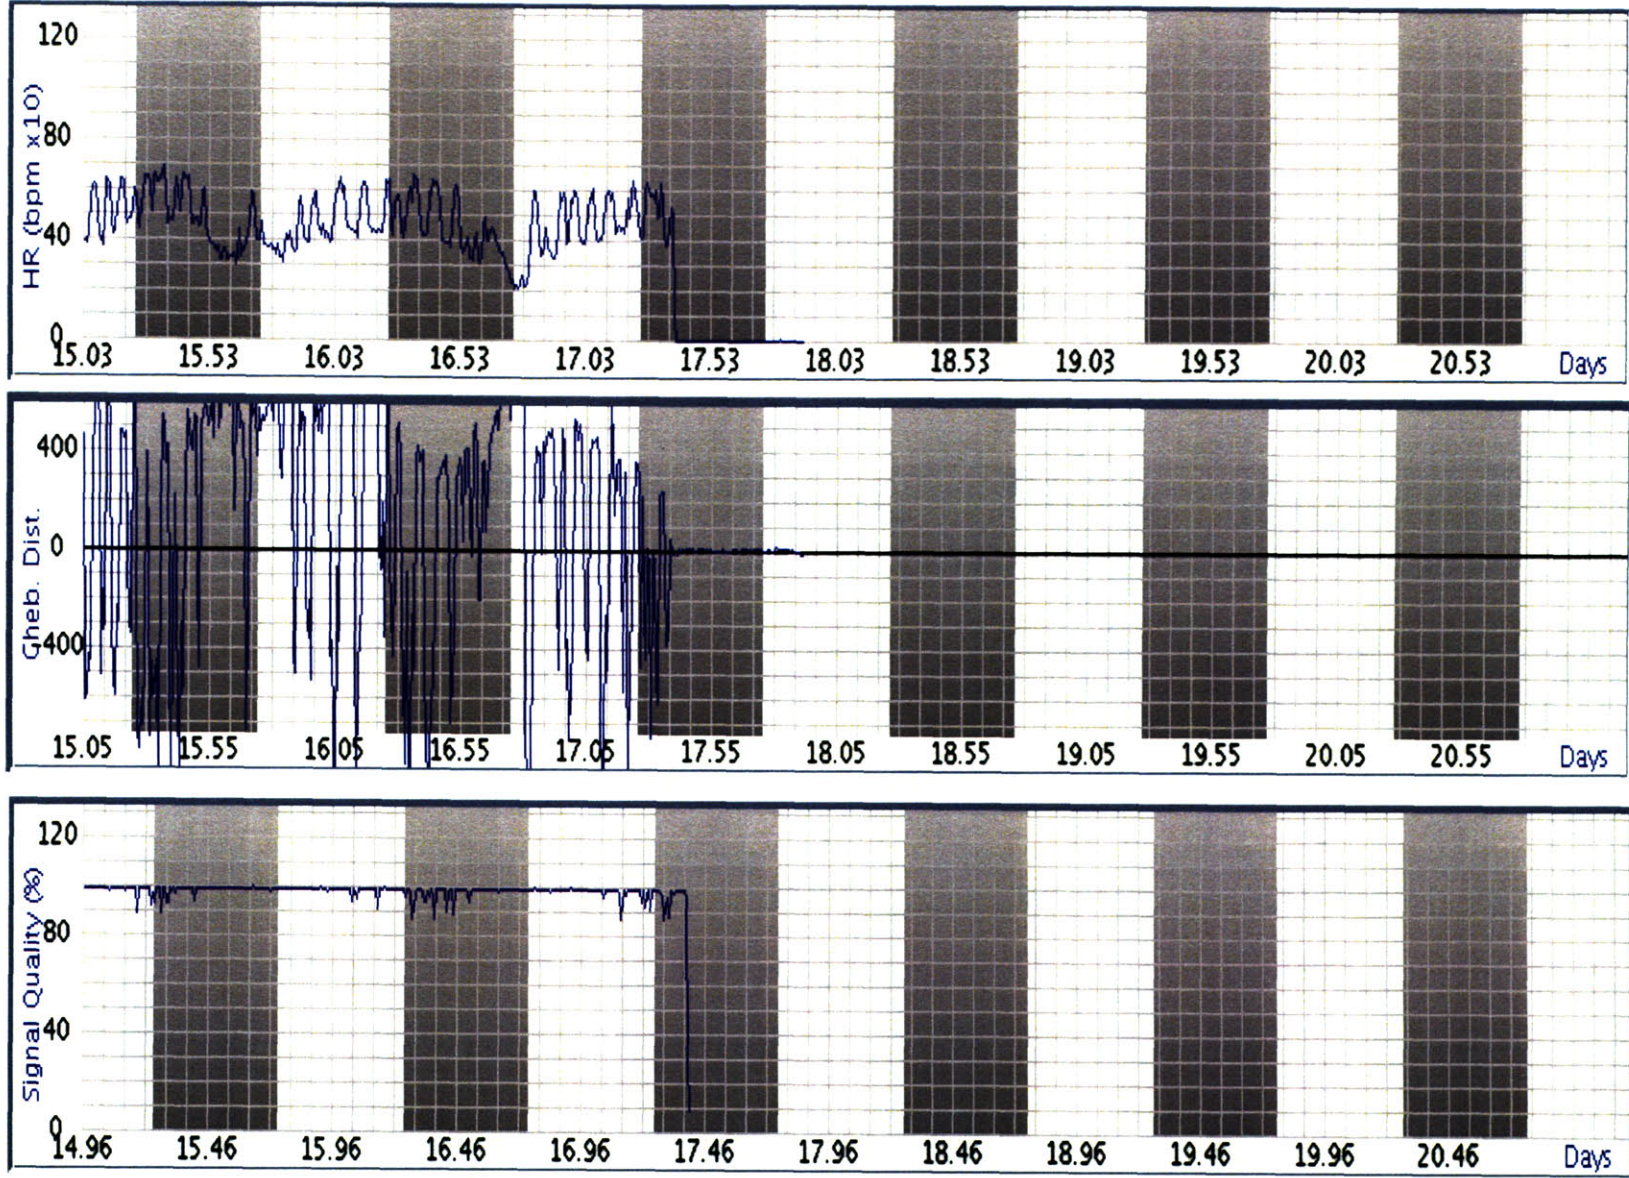 HR (bpm x10)
120
80
40
0
15.03 15.53 16.03 16.53 17.03 17.53 18.03 18.53 19.03 19.53 20.03 20.53 Days
Gheb. Dist.
400
0
-400
15.05 15.55 16.05 16.55 17.05 17.55 18.05 18.55 19.05 19.55 20.05 20.55 Days
Signal Quality (%)
120
80
40
0
14.96 15.46 15.96 16.46 16.96 17.46 17.96 18.46 18.96 19.46 19.96 20.46 Days